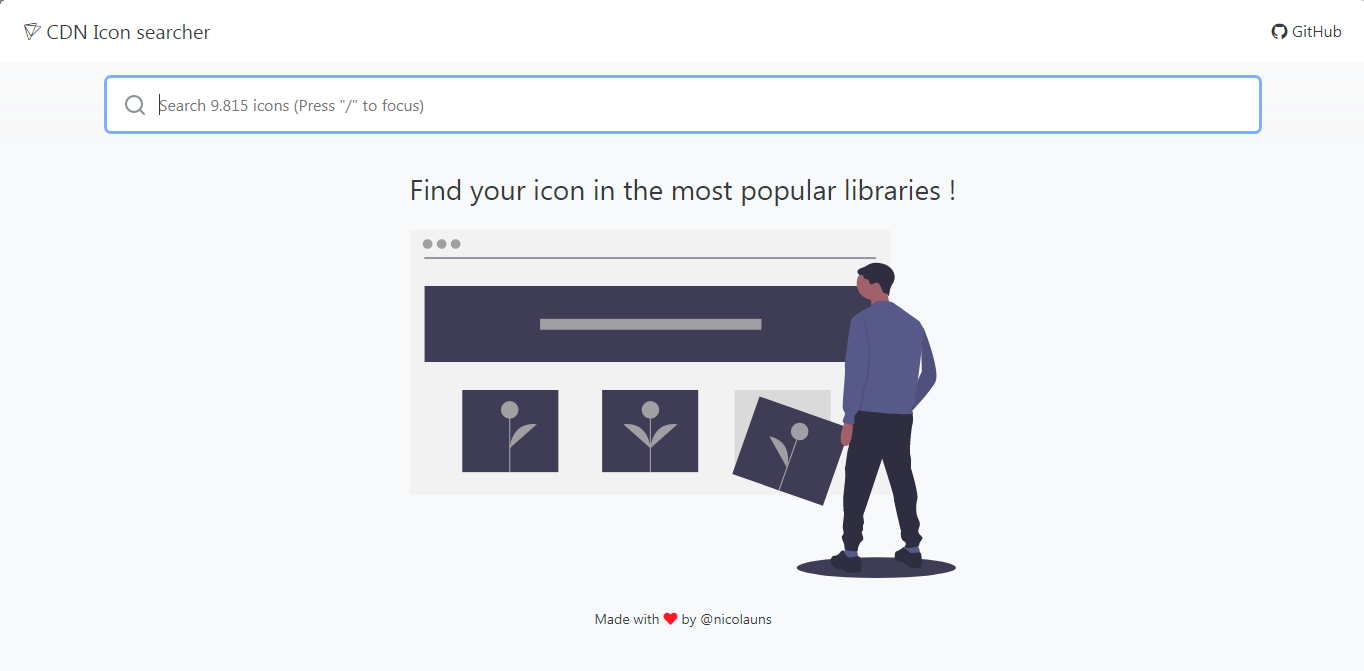 CDN Icon searcher
GitHub
Search 9.815 icons (Press "/" to focus)
Find your icon in the most popular libraries !
Made with ❤ by @nicolauns